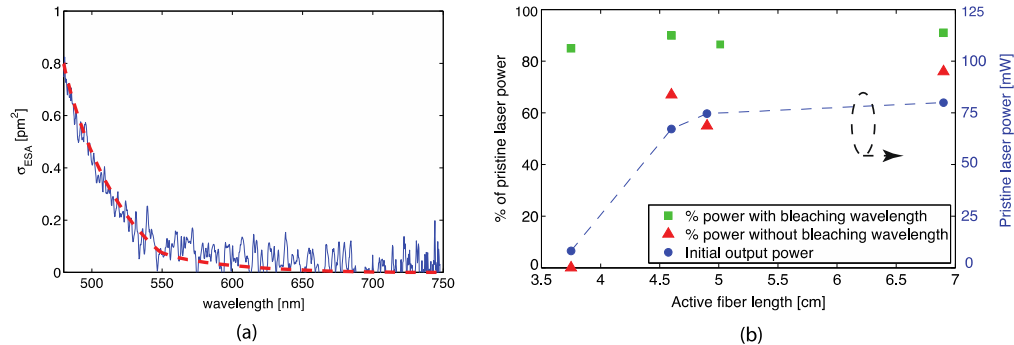 (a)
1
0.8
0.6
0.4
0.2
0
σESA [pm²]
500
550
600
650
700
750
wavelength [nm]
(a)
(b)
100
80
60
40
20
0
% of pristine laser power
125
100
75
50
25
0
Pristine laser power [mW]
% power with bleaching wavelength
% power without bleaching wavelength
Initial output power
3.5
4
4.5
5
5.5
6
6.5
7
Active fiber length [cm]
(b)